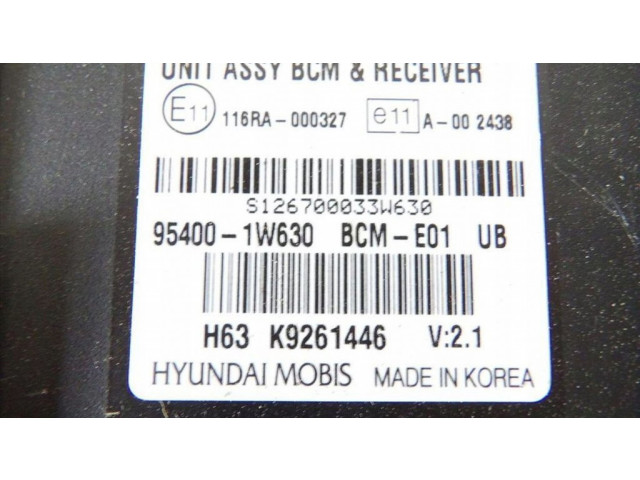 UNIT ASSY BCM & RECEIVER
E11 116RA-000327 e11 A-00 2438
S126700033W630
95400-1W630 BCM-E01 UB
H63 K9261446 V:2.1
HYUNDAI MOBIS MADE IN KOREA